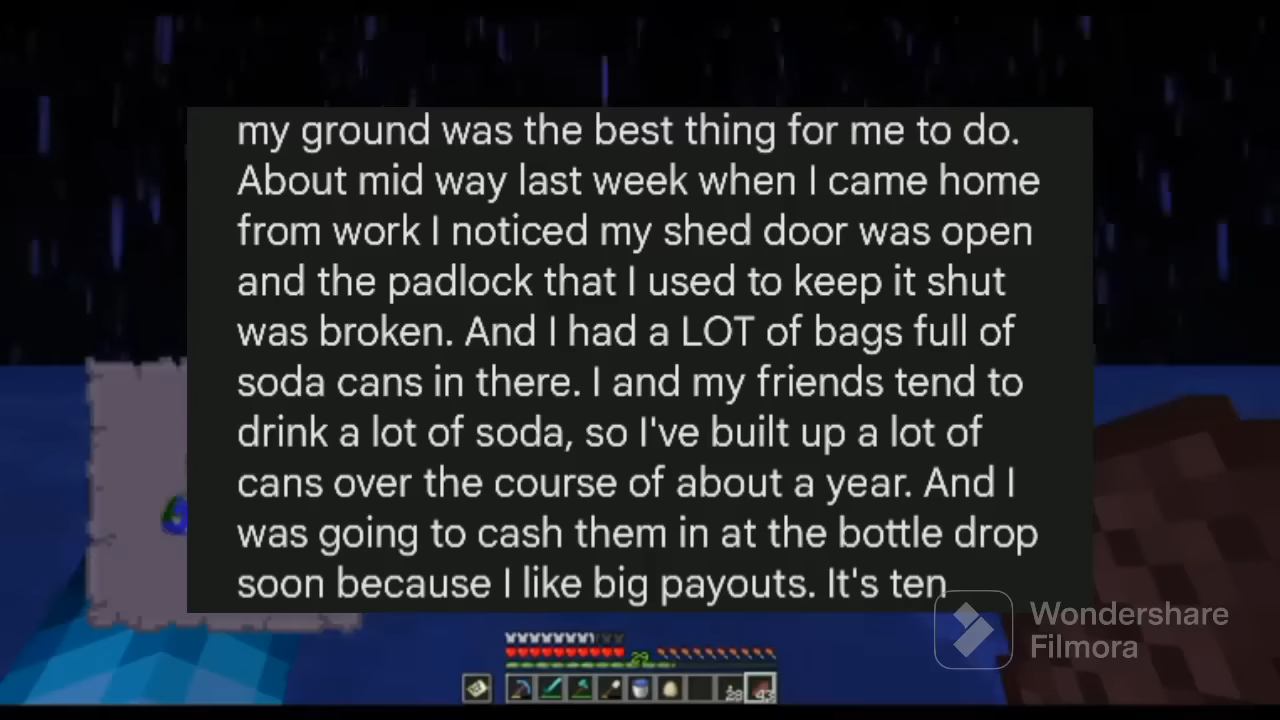 my ground was the best thing for me to do.
About mid way last week when I came home
from work I noticed my shed door was open
and the padlock that I used to keep it shut
was broken. And I had a LOT of bags full of
soda cans in there. I and my friends tend to
drink a lot of soda, so I've built up a lot of
cans over the course of about a year. And I
was going to cash them in at the bottle drop
soon because I like big payouts. It's ten
Wondershare
Filmora
29
28 43